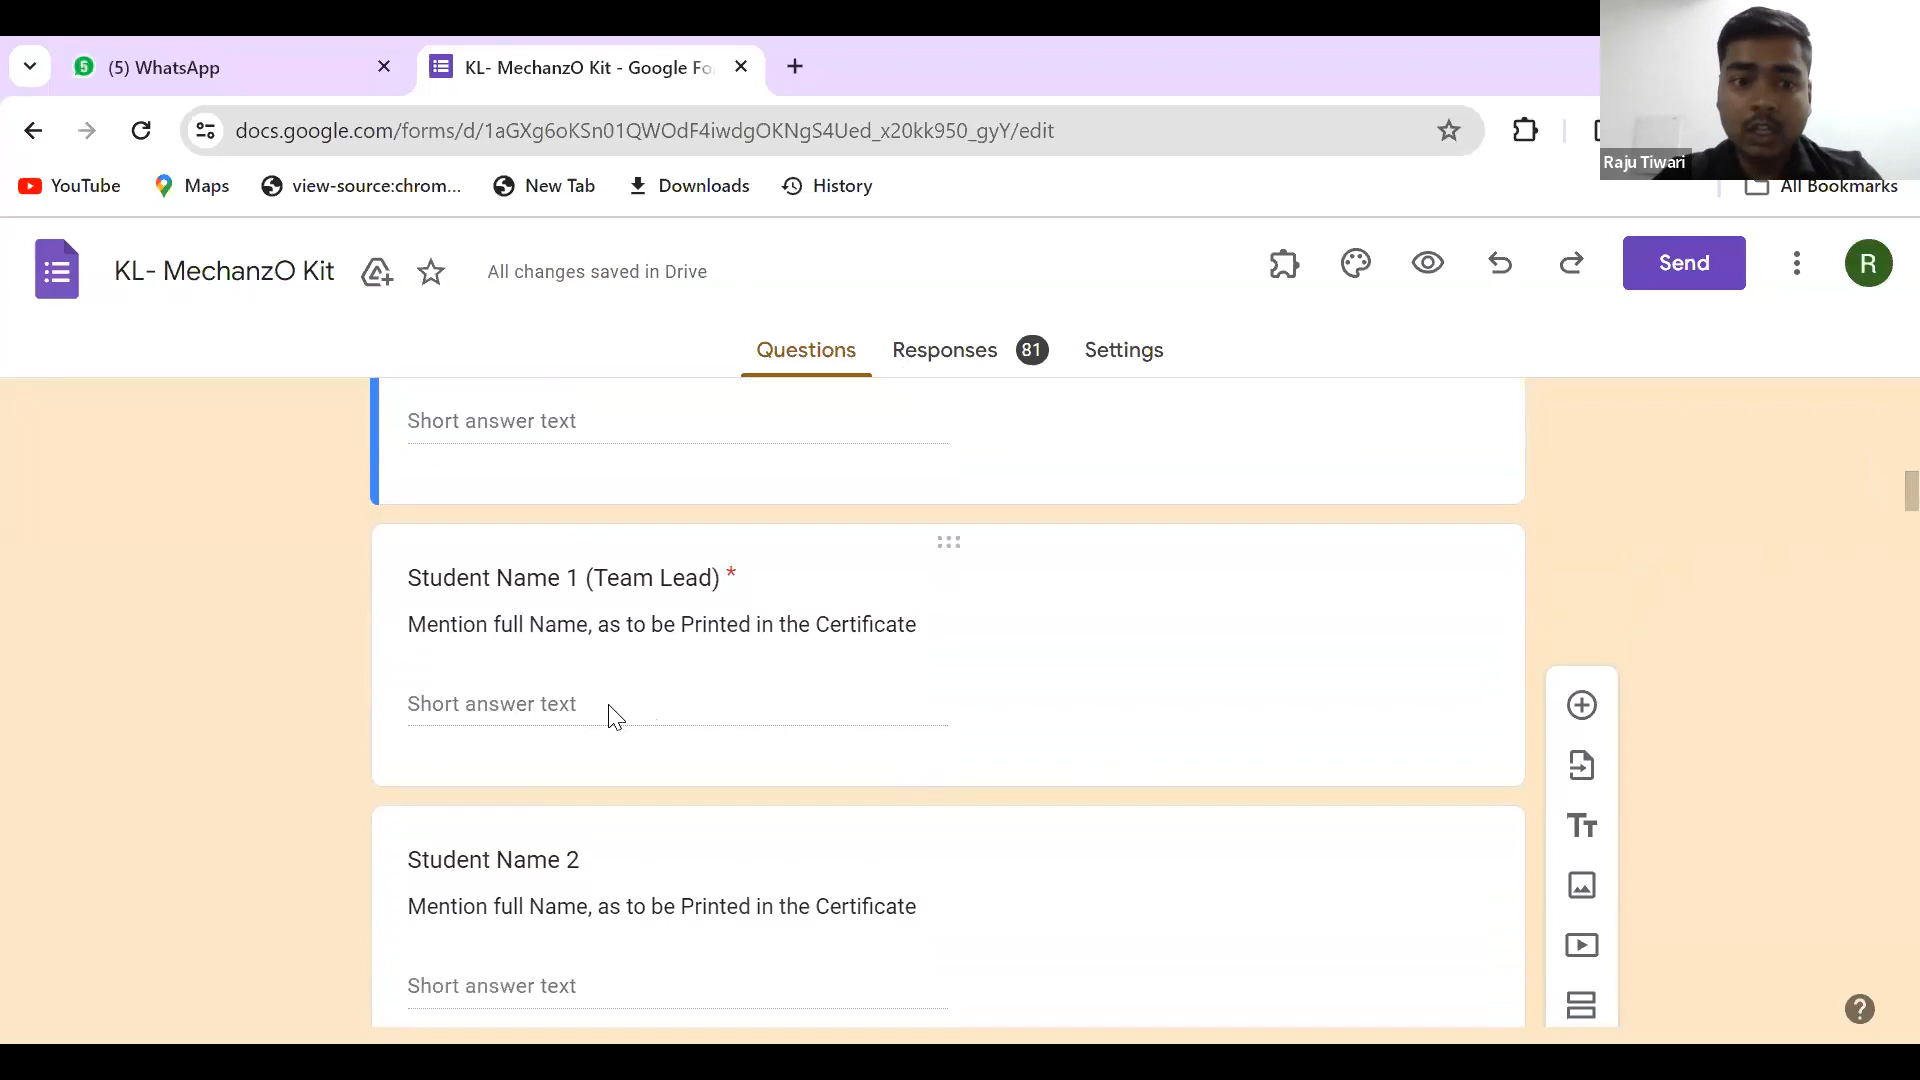 (5) WhatsApp
KL- MechanzO Kit - Google Fo
docs.google.com/forms/d/1aGXg6oKSn01QWOdF4iwdgOKNgS4Ued_x20kk950_gyY/edit
Raju Tiwari
YouTube
Maps
view-source:chrom...
New Tab
Downloads
History
All Bookmarks
KL- MechanzO Kit
All changes saved in Drive
Send
R
Questions
Responses 81
Settings
Short answer text
Student Name 1 (Team Lead) *
Mention full Name, as to be Printed in the Certificate
Short answer text
Student Name 2
Mention full Name, as to be Printed in the Certificate
Short answer text